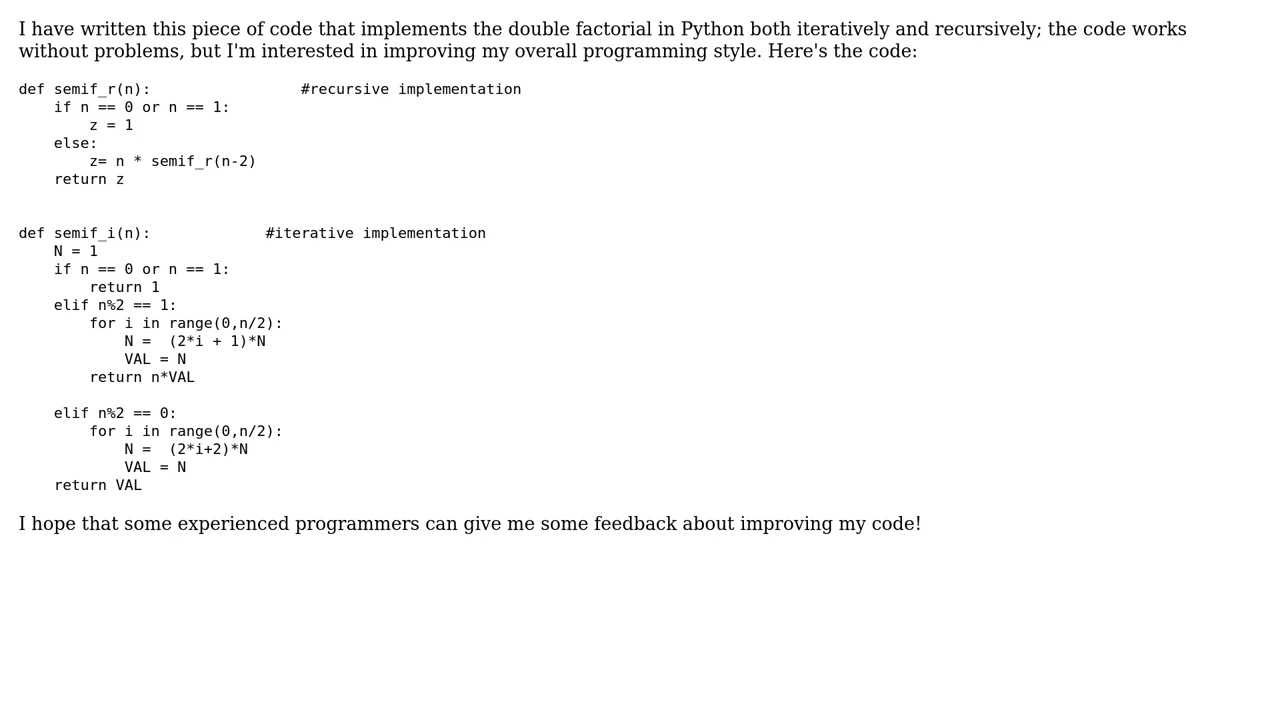 I have written this piece of code that implements the double factorial in Python both iteratively and recursively; the code works
without problems, but I'm interested in improving my overall programming style. Here's the code:
def semif_r(n):                 #recursive implementation
    if n == 0 or n == 1:
        z = 1
    else:
        z= n * semif_r(n-2)
    return z
def semif_i(n):             #iterative implementation
    N = 1
    if n == 0 or n == 1:
        return 1
    elif n%2 == 1:
        for i in range(0,n/2):
            N =  (2*i + 1)*N
            VAL = N
        return n*VAL
    elif n%2 == 0:
        for i in range(0,n/2):
            N =  (2*i+2)*N
            VAL = N
    return VAL
I hope that some experienced programmers can give me some feedback about improving my code!